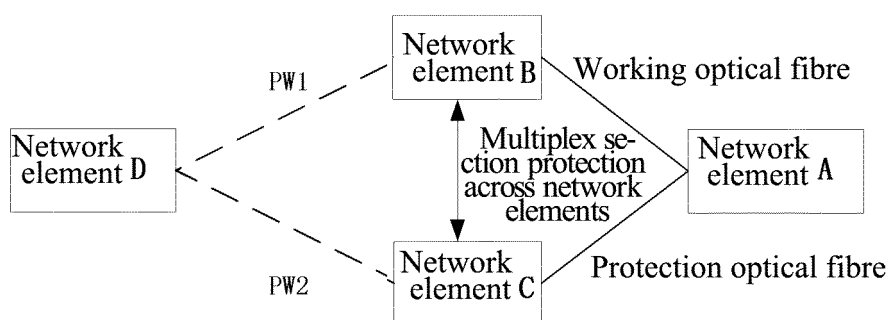 Network
element B
Working optical fibre
PW1
Network
element D
Multiplex se-
ction protection
across network
elements
Network
element A
Network
element C
Protection optical fibre
PW2